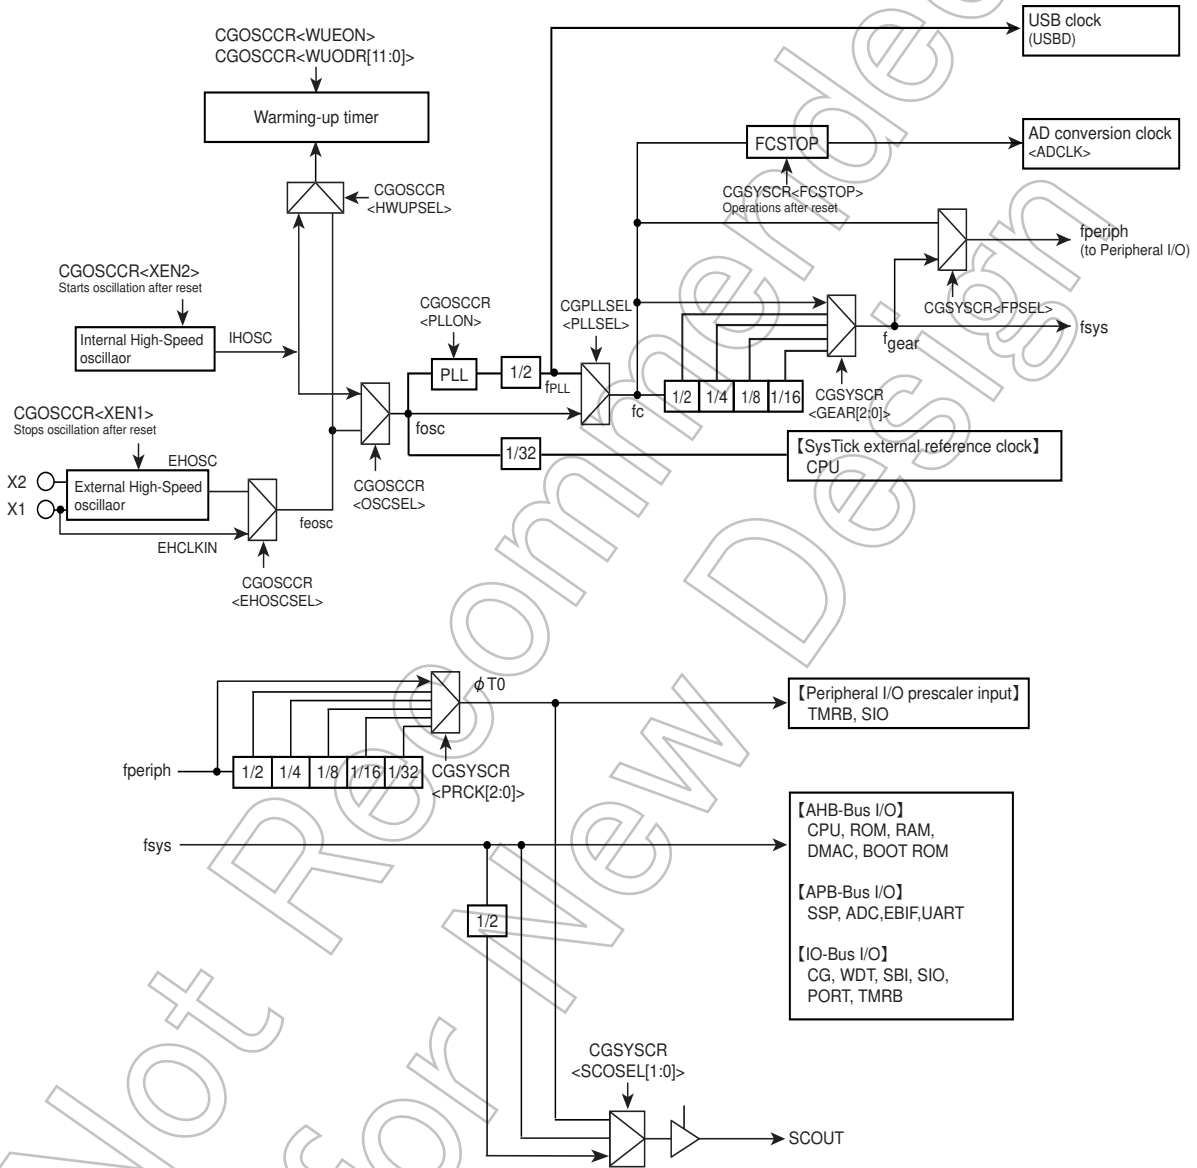 CGOSCCR<WUEON>
CGOSCCR<WUODR[11:0]>
Warming-up timer
CGOSCCR
<HWUPSEL>
USB clock
(USBD)
AD conversion clock
<ADCLK>
FCSTOP
CGSYSCR<FCSTOP>
Operations after reset
fperiph
(to Peripheral I/O)
CGSYSCR<FPSEL>
fsys
fgear
CGOSCCR<XEN2>
Starts oscillation after reset
Internal High-Speed
oscillaor
IHOSC
CGOSCCR
<PLLON>
PLL
1/2
fPLL
CGPLLSEL
<PLLSEL>
fc
1/2
1/4
1/8
1/16
CGSYSCR
<GEAR[2:0]>
fosc
1/32
【SysTick external reference clock】
CPU
CGOSCCR
<OSCSEL>
CGOSCCR<XEN1>
Stops oscillation after reset
EHOSC
X2
X1
External High-Speed
oscillaor
EHCLKIN
feosc
CGOSCCR
<EHOSCSEL>
ϕT0
【Peripheral I/O prescaler input】
TMRB, SIO
fperiph
1/2
1/4
1/8
1/16
1/32
CGSYSCR
<PRCK[2:0]>
fsys
1/2
【AHB-Bus I/O】
CPU, ROM, RAM,
DMAC, BOOT ROM
【APB-Bus I/O】
SSP, ADC,EBIF,UART
【IO-Bus I/O】
CG, WDT, SBI, SIO,
PORT, TMRB
CGSYSCR
<SCOSEL[1:0]>
SCOUT
Not Recommended
for New Design